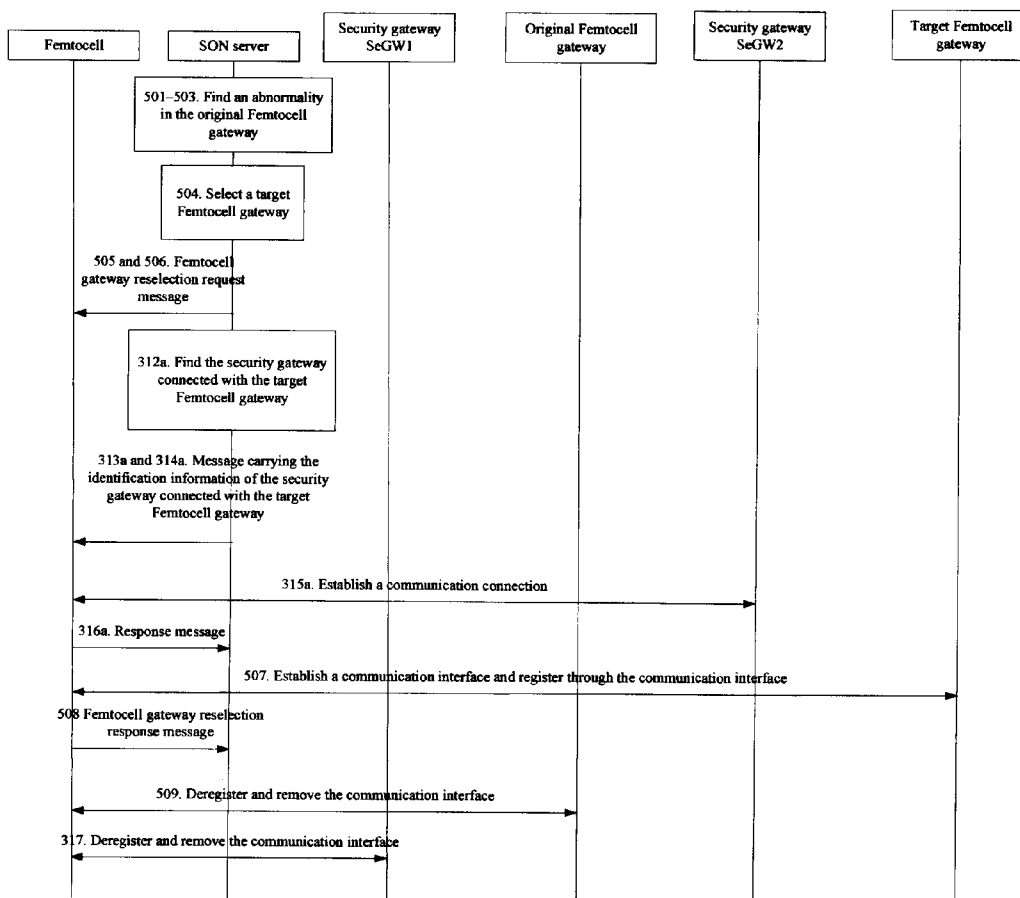 Femtocell
SON server
Security gateway
SeGW1
Original Femtocell
gateway
Security gateway
SeGW2
Target Femtocell
gateway
501–503. Find an abnormality
in the original Femtocell
gateway
504. Select a target
Femtocell gateway
505 and 506. Femtocell
gateway reselection request
message
312a. Find the security gateway
connected with the target
Femtocell gateway
313a and 314a. Message carrying the
identification information of the security
gateway connected with the target
Femtocell gateway
315a. Establish a communication connection
316a. Response message
507. Establish a communication interface and register through the communication interface
508 Femtocell gateway reselection
response message
509. Deregister and remove the communication interface
317. Deregister and remove the communication interface